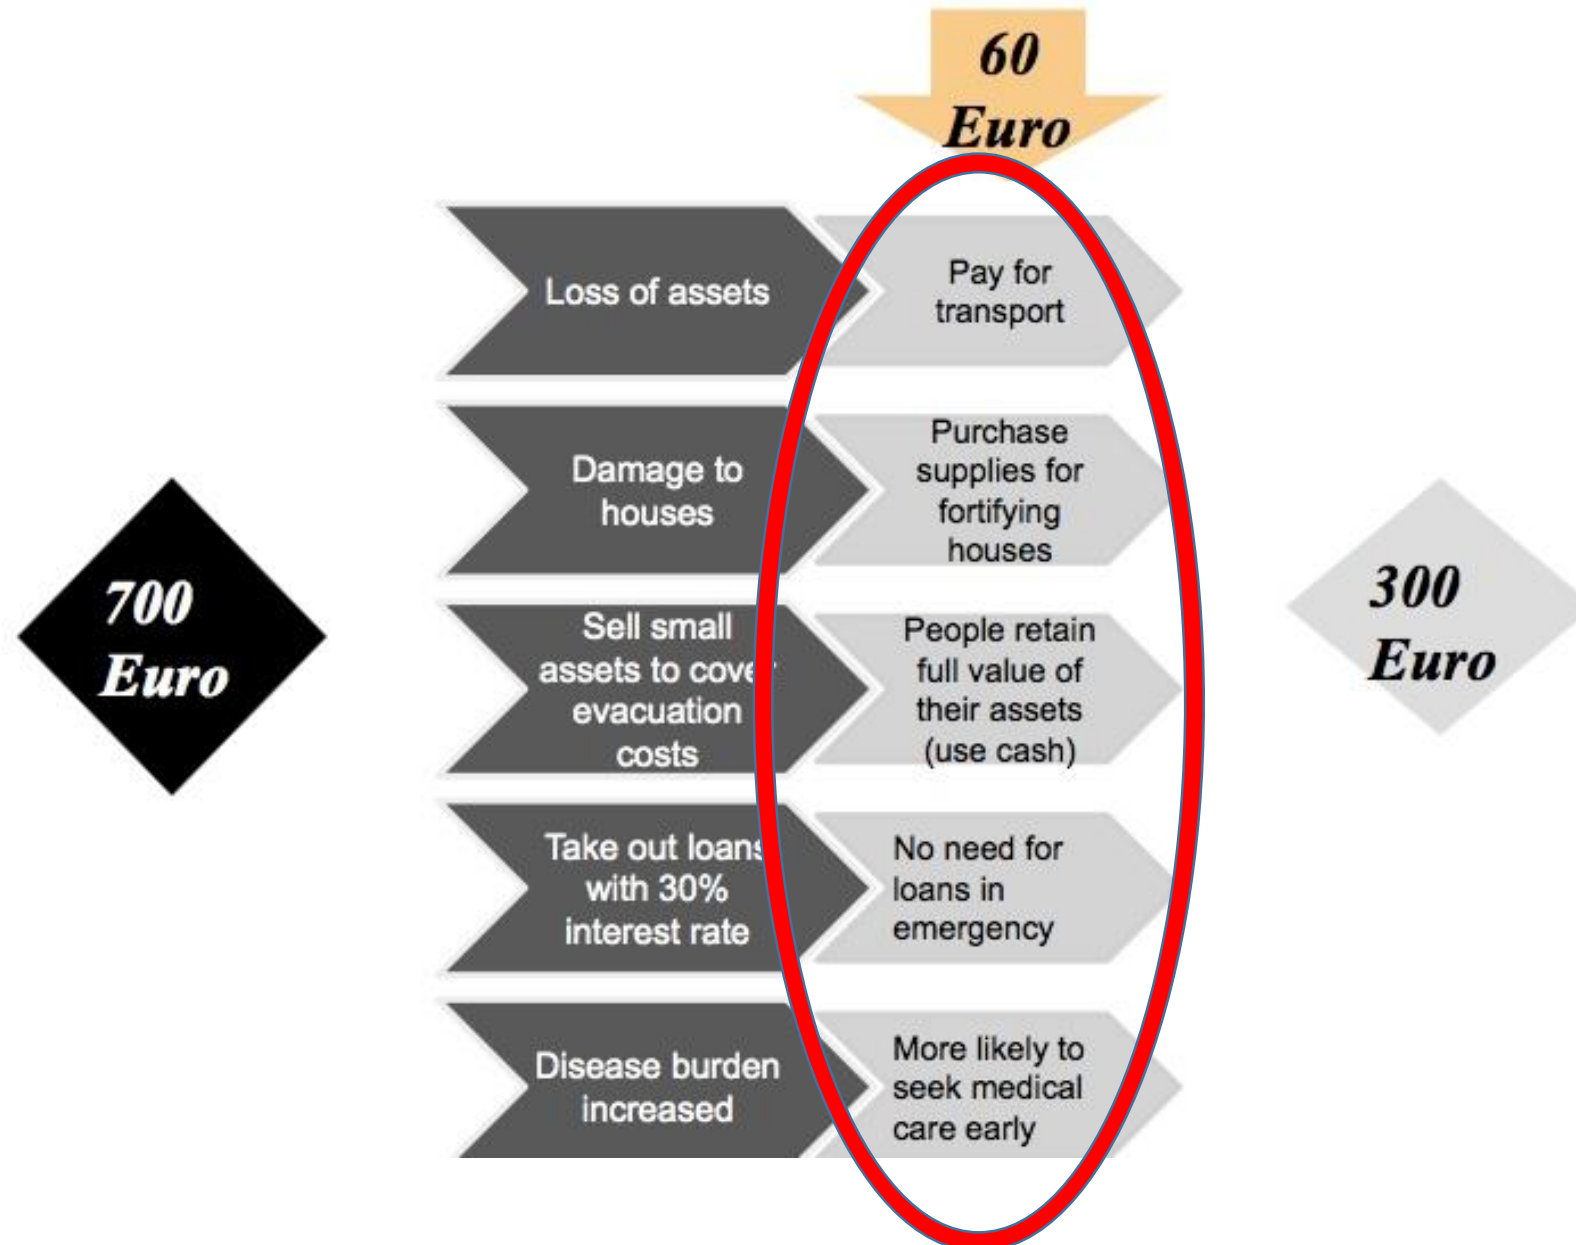 60
Euro
Loss of assets
Pay for
transport
Damage to
houses
Purchase
supplies for
fortifying
houses
700
Euro
Sell small
assets to cover
evacuation
costs
People retain
full value of
their assets
(use cash)
300
Euro
Take out loans
with 30%
interest rate
No need for
loans in
emergency
Disease burden
increased
More likely to
seek medical
care early